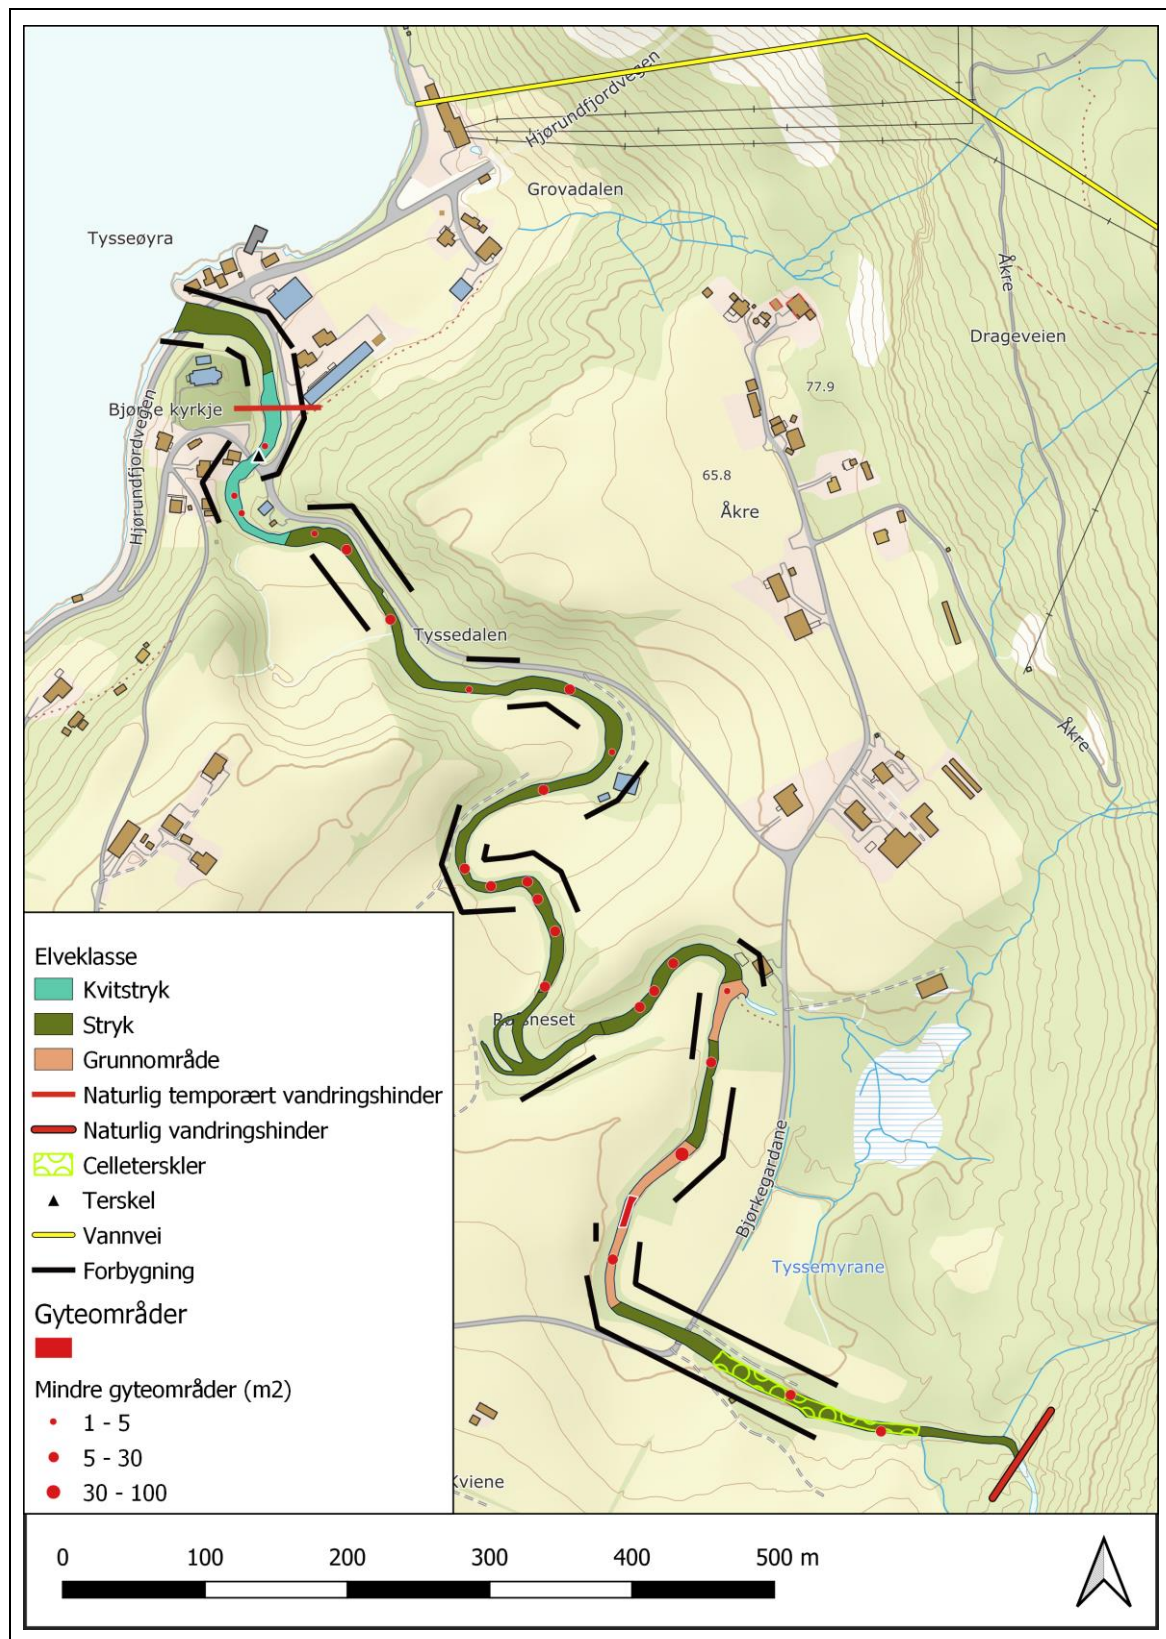 Hjørundfjordvegen
Grovadalen
Tysseøyra
Åkre
Drageveien
77.9
Hjørundfjordvegen
65.8
Åkre
Tyssedalen
Åkre
Bjørkegardane
Tyssemyrane
Kviene
Elveklasse
Kvitstryk
Stryk
Grunnområde
Naturlig temporært vandringshinder
Naturlig vandringshinder
Celleterskler
Terskel
Vannvei
Forbygning
Gyteområder
Mindre gyteområder (m2)
1 - 5
5 - 30
30 - 100
0 100 200 300 400 500 m